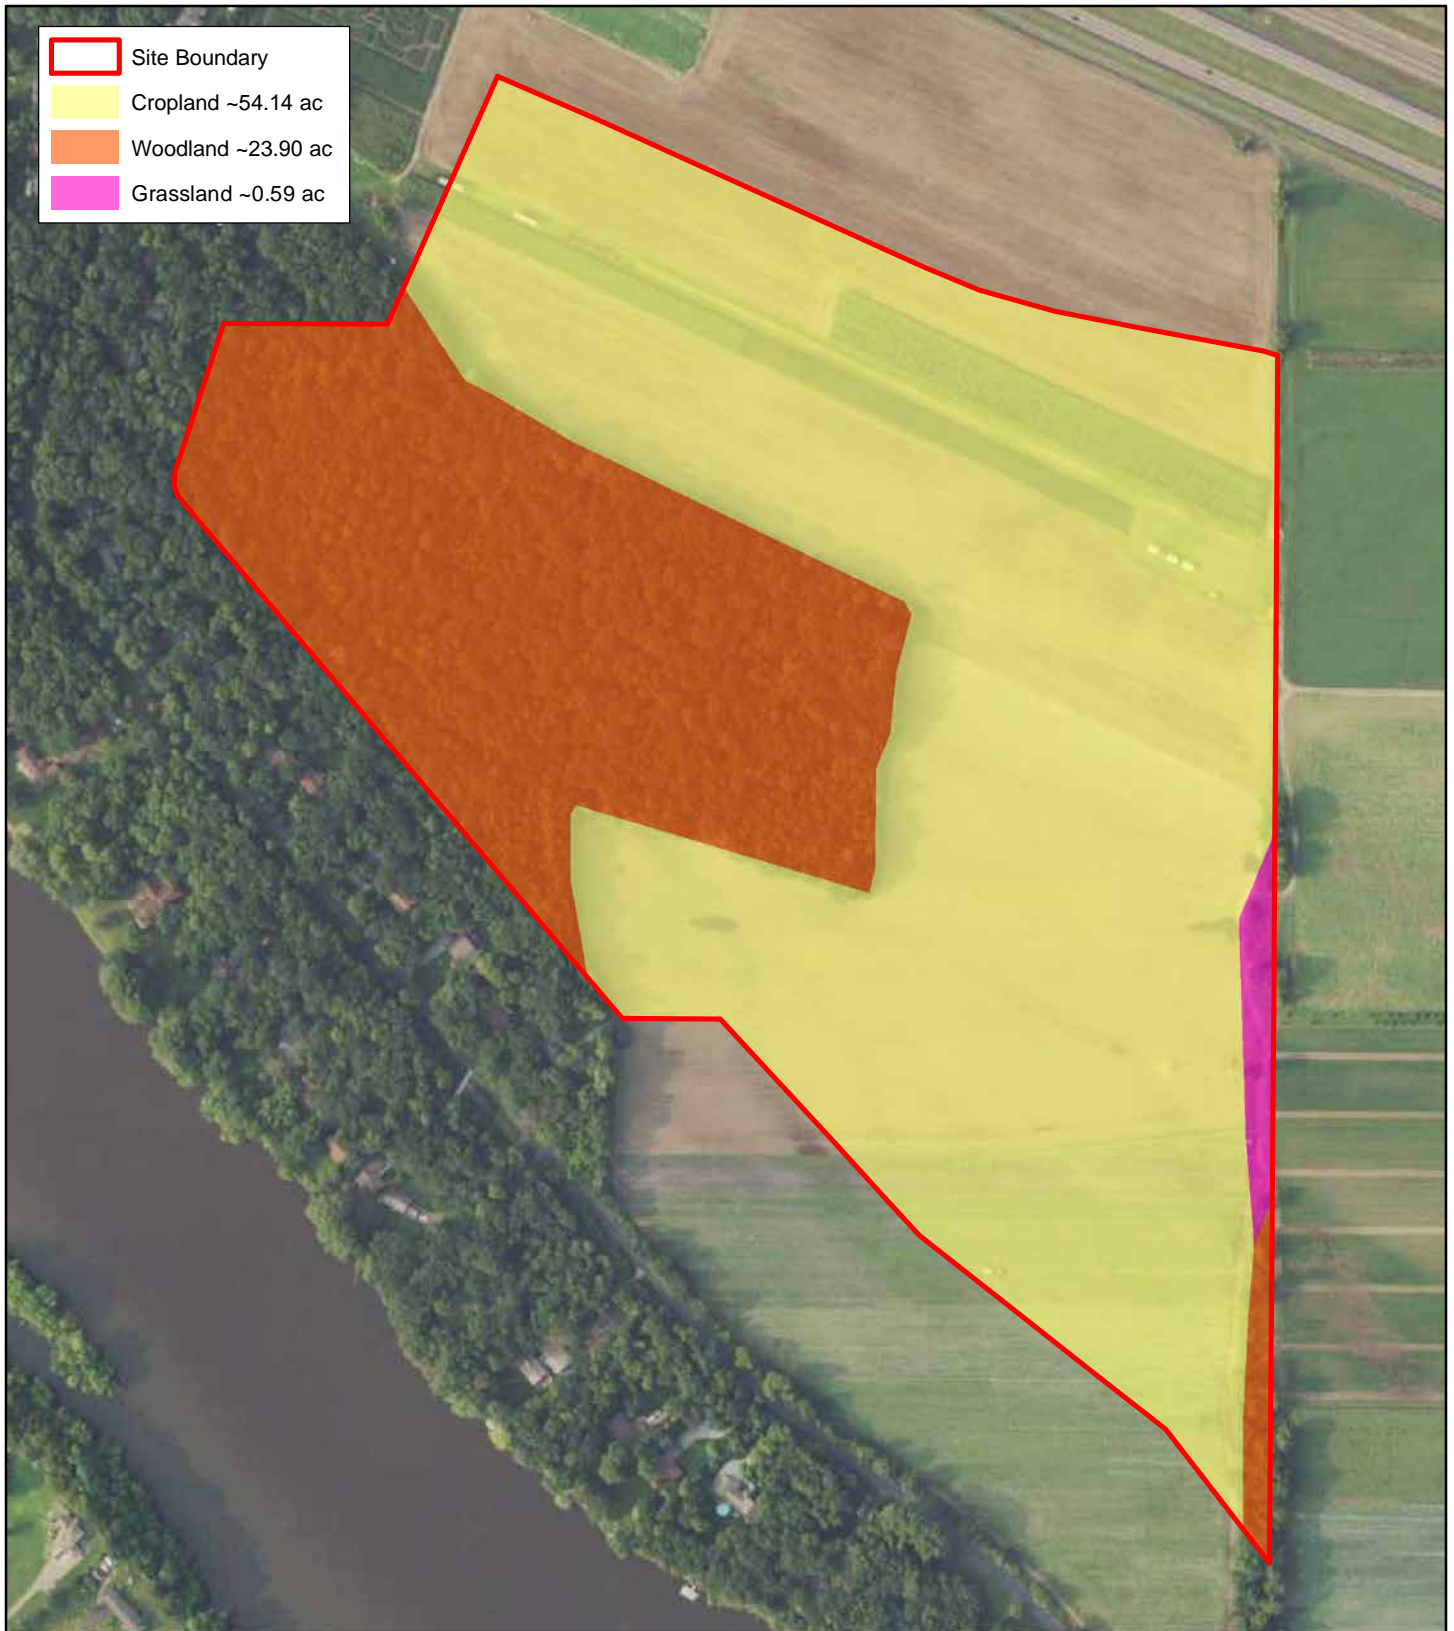 Site Boundary
Cropland ~54.14 ac
Woodland ~23.90 ac
Grassland ~0.59 ac